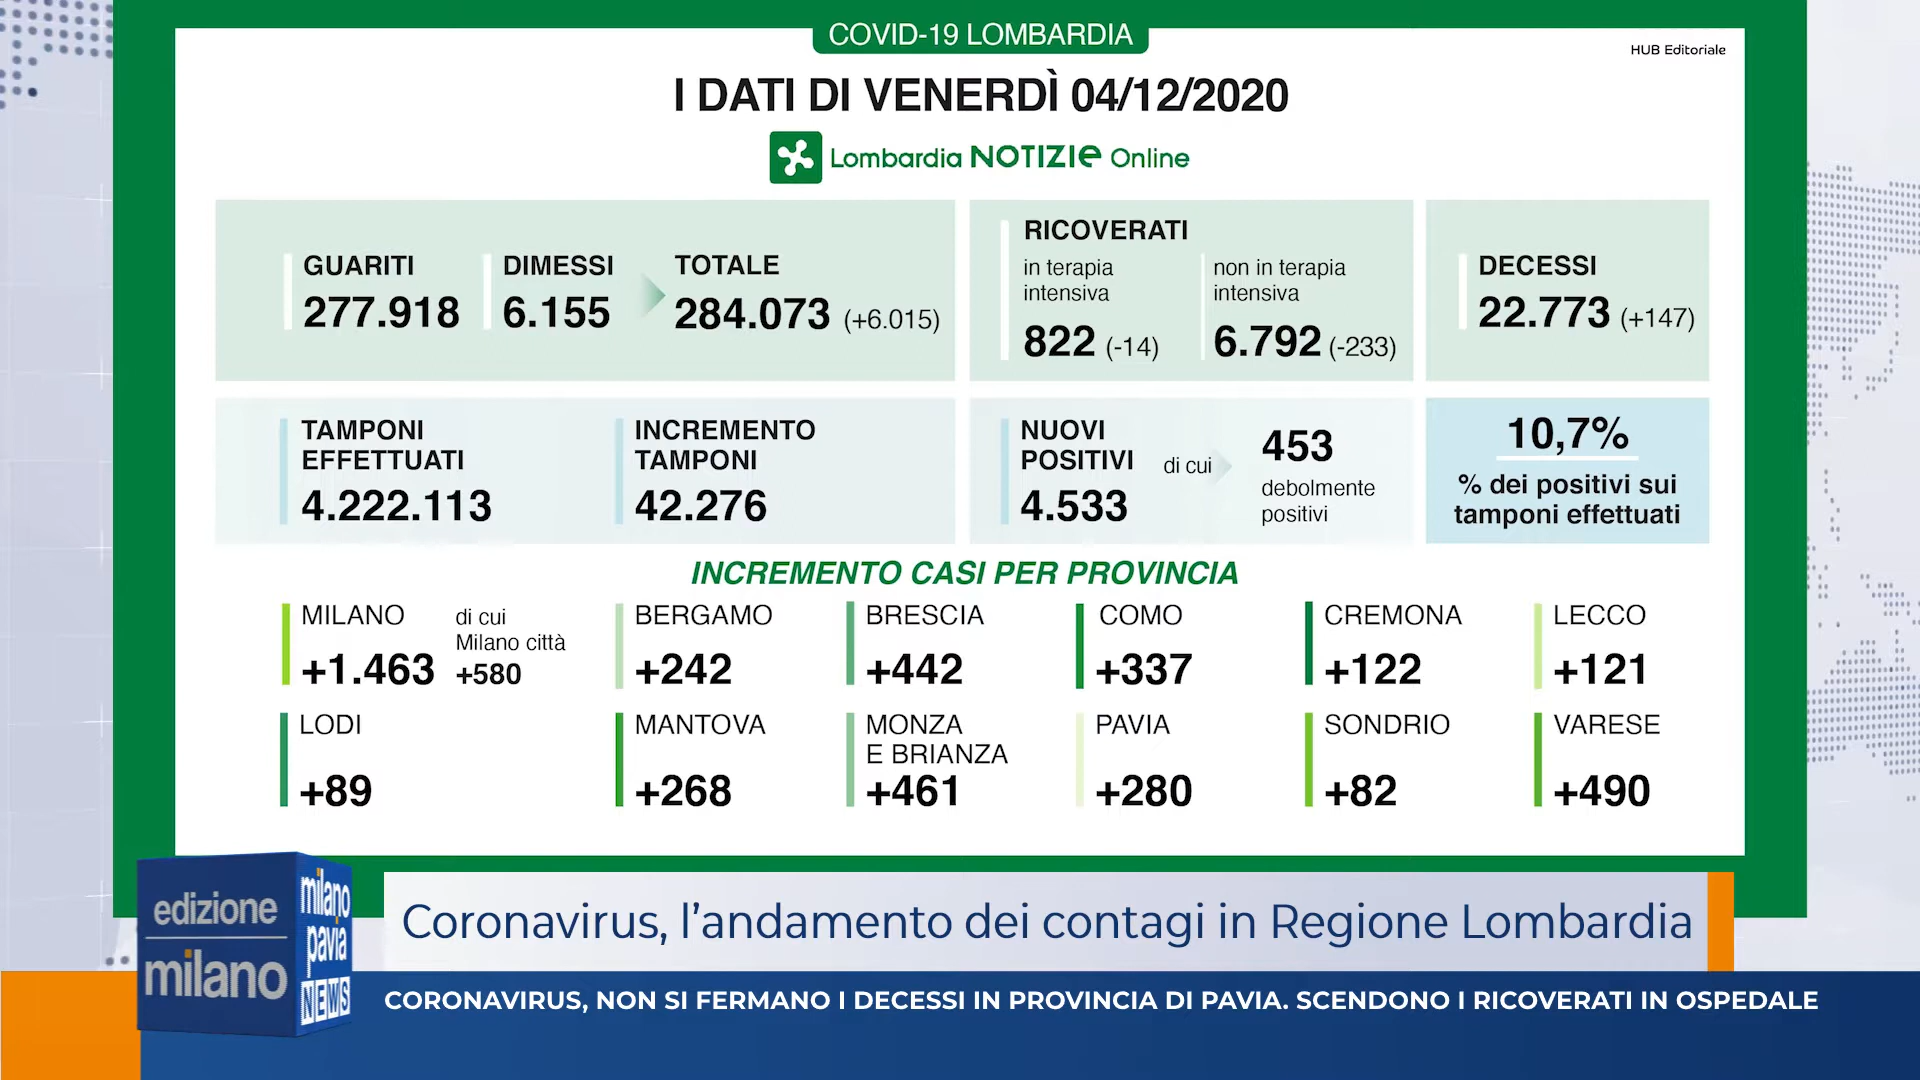 COVID-19 LOMBARDIA
HUB Editoriale
I DATI DI VENERDÌ 04/12/2020
Lombardia NOTIZIE Online
GUARITI
277.918
DIMESSI
6.155
TOTALE
284.073 (+6.015)
RICOVERATI
in terapia
intensiva
822 (-14)
non in terapia
intensiva
6.792 (-233)
DECESSI
22.773 (+147)
TAMPONI
EFFETTUATI
4.222.113
INCREMENTO
TAMPONI
42.276
NUOVI
POSITIVI
4.533
di cui
453
debolmente
positivi
10,7%
% dei positivi sui
tamponi effettuati
INCREMENTO CASI PER PROVINCIA
MILANO
+1.463
di cui
Milano città
+580
BERGAMO
+242
BRESCIA
+442
COMO
+337
CREMONA
+122
LECCO
+121
LODI
+89
MANTOVA
+268
MONZA
E BRIANZA
+461
PAVIA
+280
SONDRIO
+82
VARESE
+490
edizione
milano
milano
pavia
NEWS
Coronavirus, l’andamento dei contagi in Regione Lombardia
CORONAVIRUS, NON SI FERMANO I DECESSI IN PROVINCIA DI PAVIA. SCENDONO I RICOVERATI IN OSPEDALE